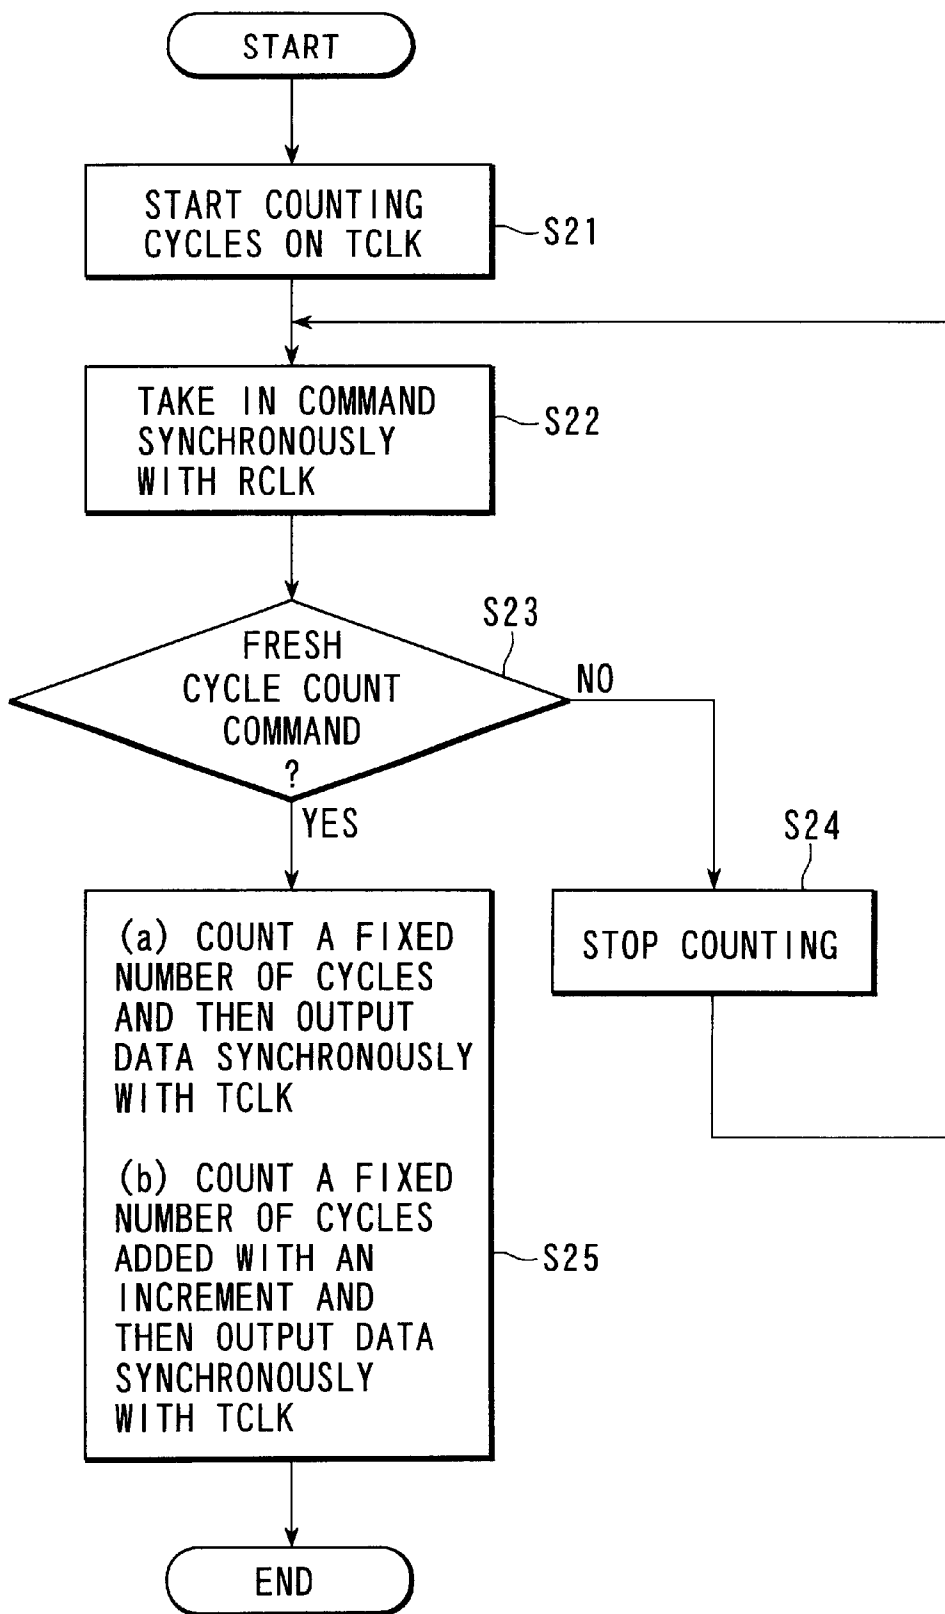 START
START COUNTING
CYCLES ON TCLK
S21
TAKE IN COMMAND
SYNCHRONOUSLY
WITH RCLK
S22
S23
FRESH
CYCLE COUNT
COMMAND
?
NO
YES
S24
STOP COUNTING
(a) COUNT A FIXED
NUMBER OF CYCLES
AND THEN OUTPUT
DATA SYNCHRONOUSLY
WITH TCLK
(b) COUNT A FIXED
NUMBER OF CYCLES
ADDED WITH AN
INCREMENT AND
THEN OUTPUT DATA
SYNCHRONOUSLY
WITH TCLK
S25
END